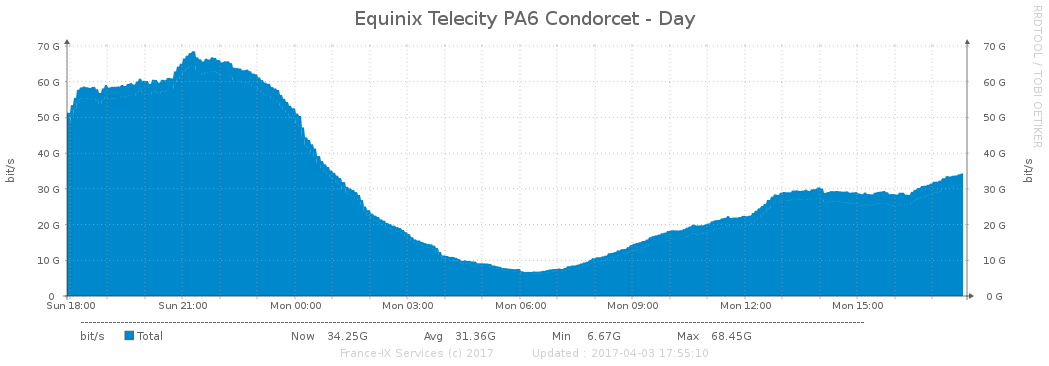 Equinix Telecity PA6 Condorcet - Day
RRDTOOL / TOBI OETIKER
bit/s
70 G
60 G
50 G
40 G
30 G
20 G
10 G
0
70 G
60 G
50 G
40 G
30 G
20 G
10 G
0 G
bit/s
Sun 18:00 Sun 21:00 Mon 00:00 Mon 03:00 Mon 06:00 Mon 09:00 Mon 12:00 Mon 15:00
bit/s Total Now 34.25G Avg 31.36G Min 6.67G Max 68.45G
France-IX Services (c) 2017 Updated : 2017-04-03 17:55:10